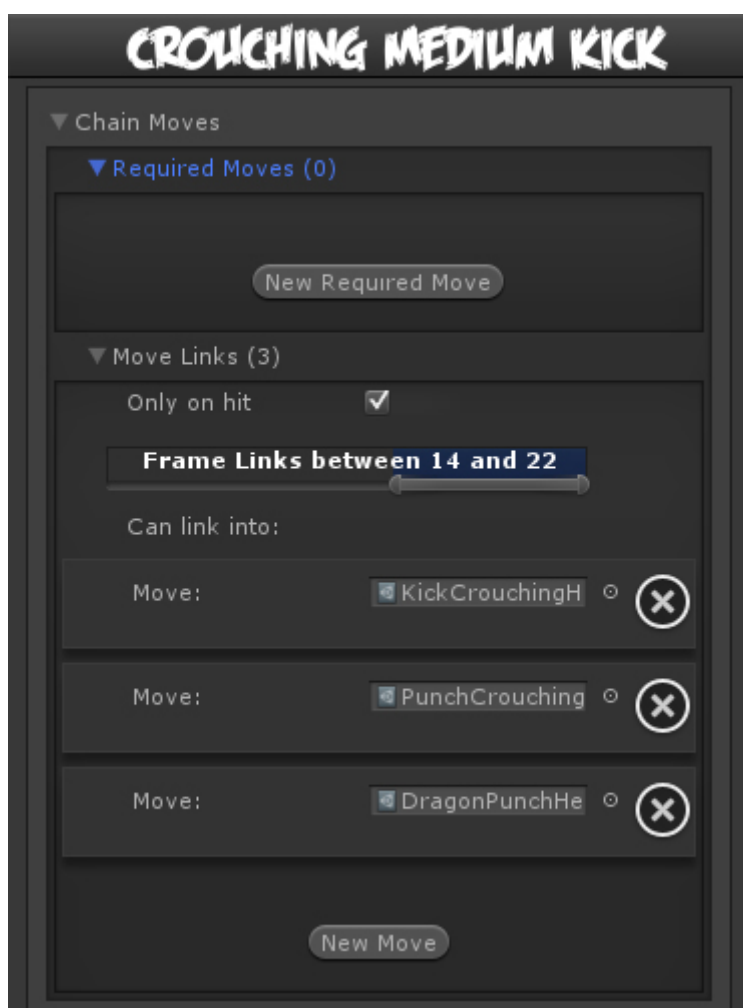 CROUCHING MEDIUM KICK
Chain Moves
Required Moves (0)
New Required Move
Move Links (3)
Only on hit
Frame Links between 14 and 22
Can link into:
Move: KickCrouchingH
Move: PunchCrouching
Move: DragonPunchHe
New Move